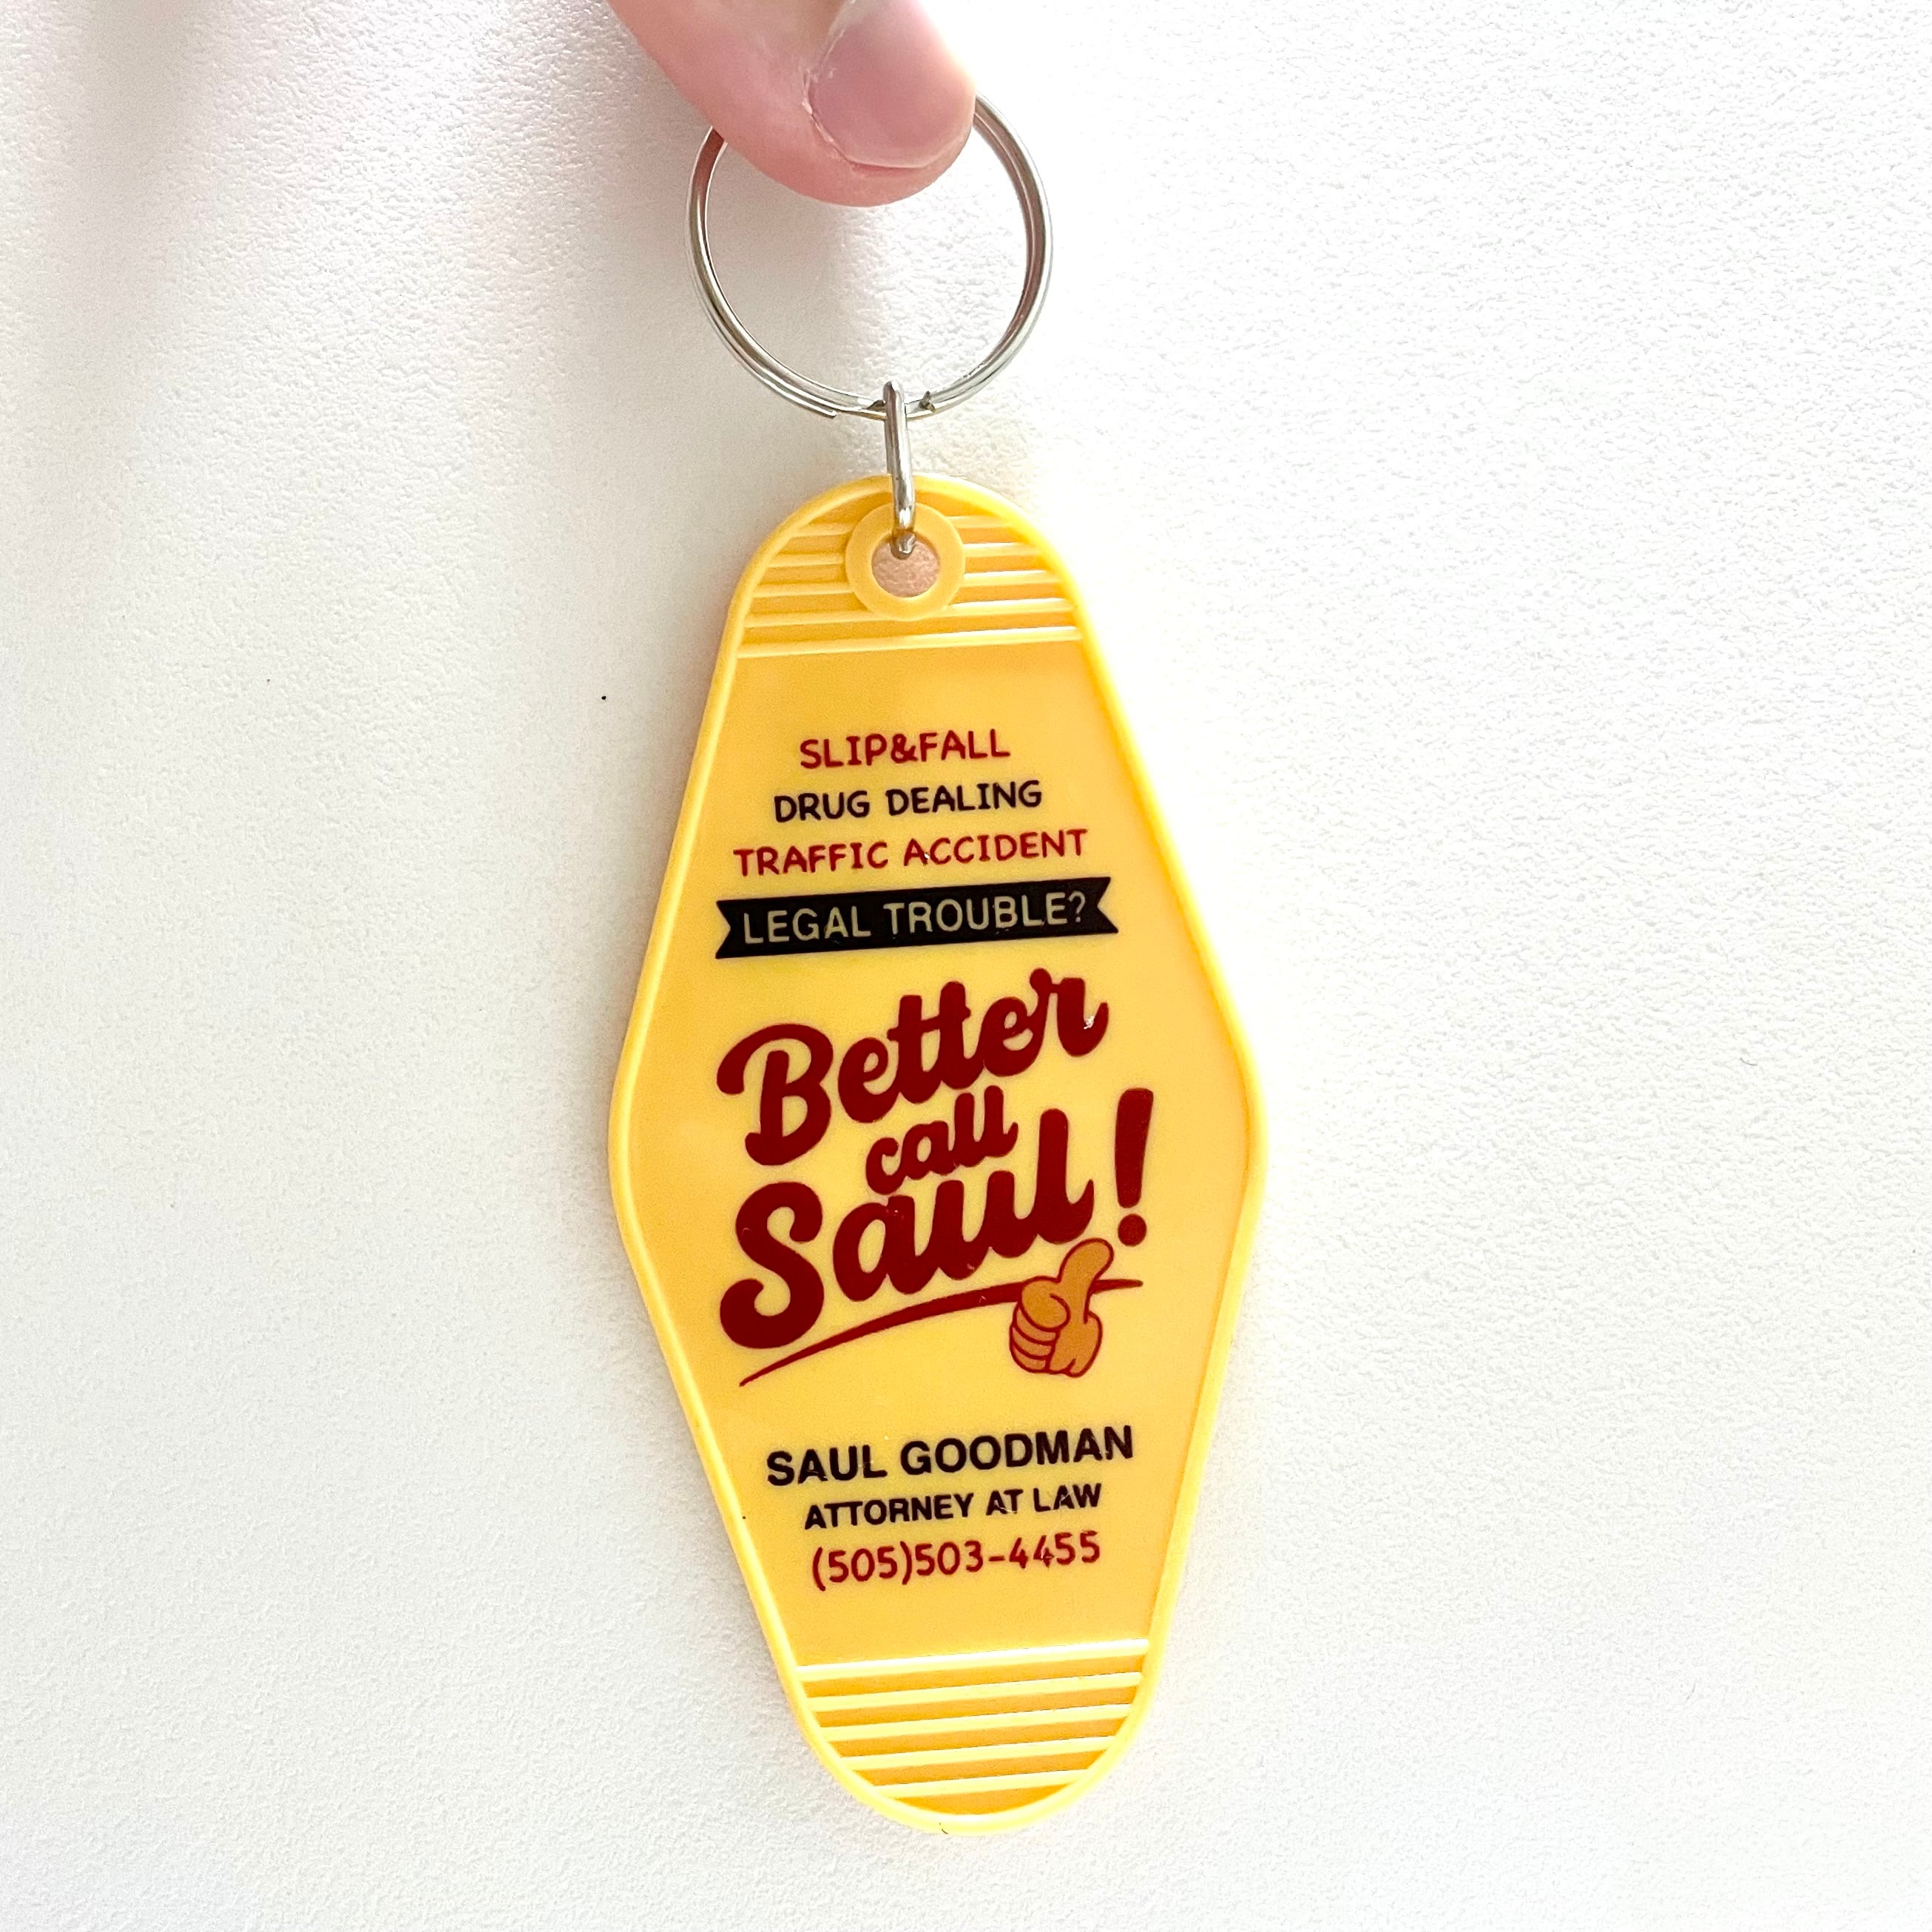 SLIP&FALL
DRUG DEALING
TRAFFIC ACCIDENT
LEGAL TROUBLE?
Better
call
Saul!
SAUL GOODMAN
ATTORNEY AT LAW
(505)503-4455